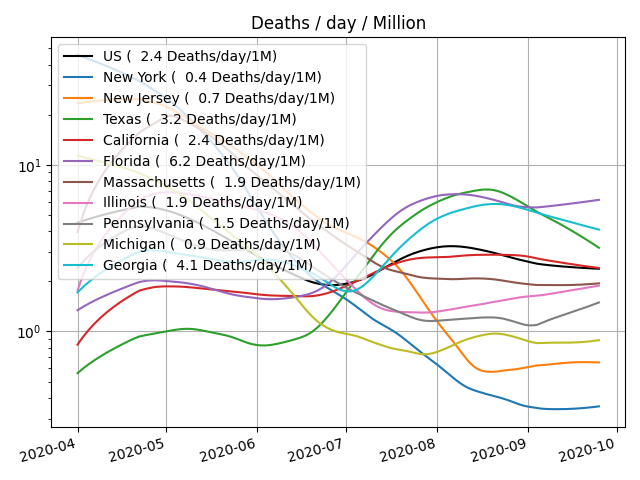 Deaths / day / Million
US (  2.4 Deaths/day/1M)
New York (  0.4 Deaths/day/1M)
New Jersey (  0.7 Deaths/day/1M)
Texas (  3.2 Deaths/day/1M)
California (  2.4 Deaths/day/1M)
Florida (  6.2 Deaths/day/1M)
Massachusetts (  1.9 Deaths/day/1M)
Illinois (  1.9 Deaths/day/1M)
Pennsylvania (  1.5 Deaths/day/1M)
Michigan (  0.9 Deaths/day/1M)
Georgia (  4.1 Deaths/day/1M)
10¹
10⁰
2020-04 2020-05 2020-06 2020-07 2020-08 2020-09 2020-10